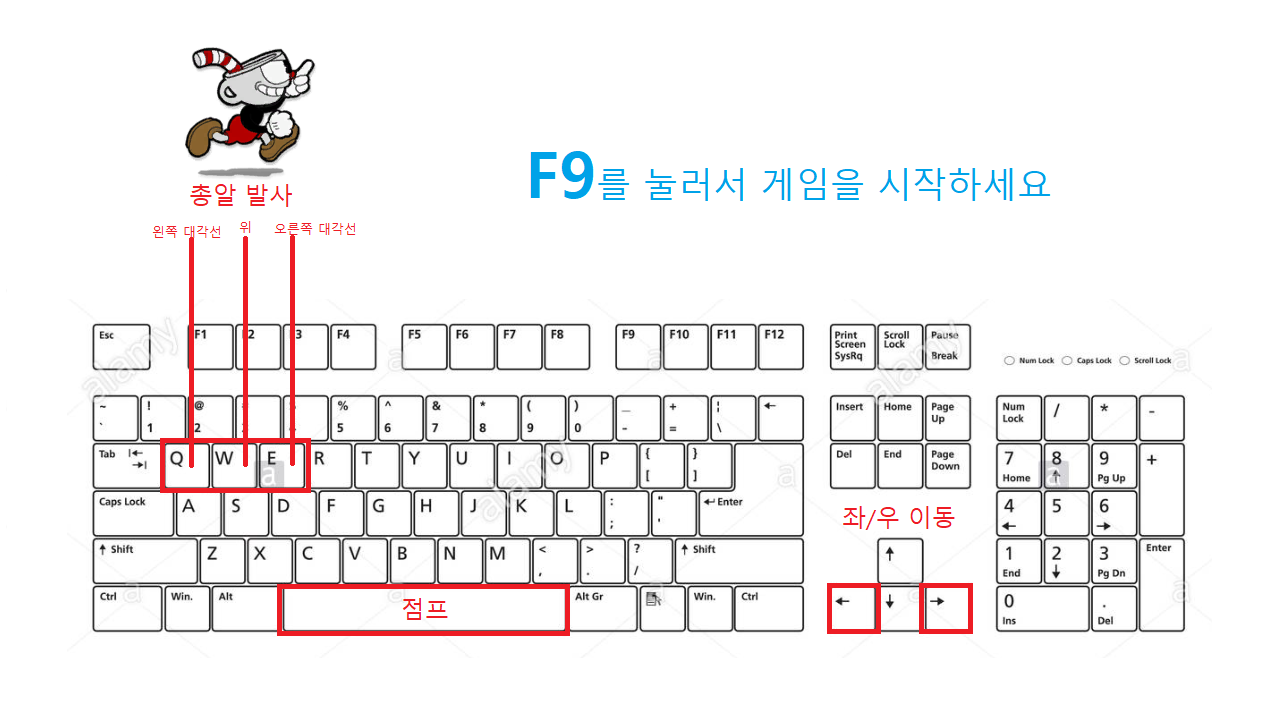 총알 발사
F9를 눌러서 게임을 시작하세요
왼쪽 대각선 위 오른쪽 대각선
Esc F1 2 3 F4 F5 F6 F7 F8 F9 F10 F11 F12 Print Screen SysRq Scroll Lock Pause Break Num Lock Caps Lock Scroll Lock
~ ` ! 1 @ 2 % 5 ^ 6 & 7 * 8 ( 9 ) 0 _ - + = ¦ \ ← Insert Home Page Up Num Lock / * -
Tab Q W E R T Y U I O P { [ } ] Del End Page Down 7 Home 8 ↑ 9 Pg Up +
Caps Lock A S D F G H J K L : ; " ' ↵ Enter 4 ← 5 6 →
좌/우 이동
Shift Z X C V B N M < , > . ? / Shift ↑ 1 End 2 ↓ 3 Pg Dn Enter
Ctrl Win. Alt 점프 Alt Gr Win. Ctrl ← ↓ → 0 Ins . Del
alamy
alamy
alamy